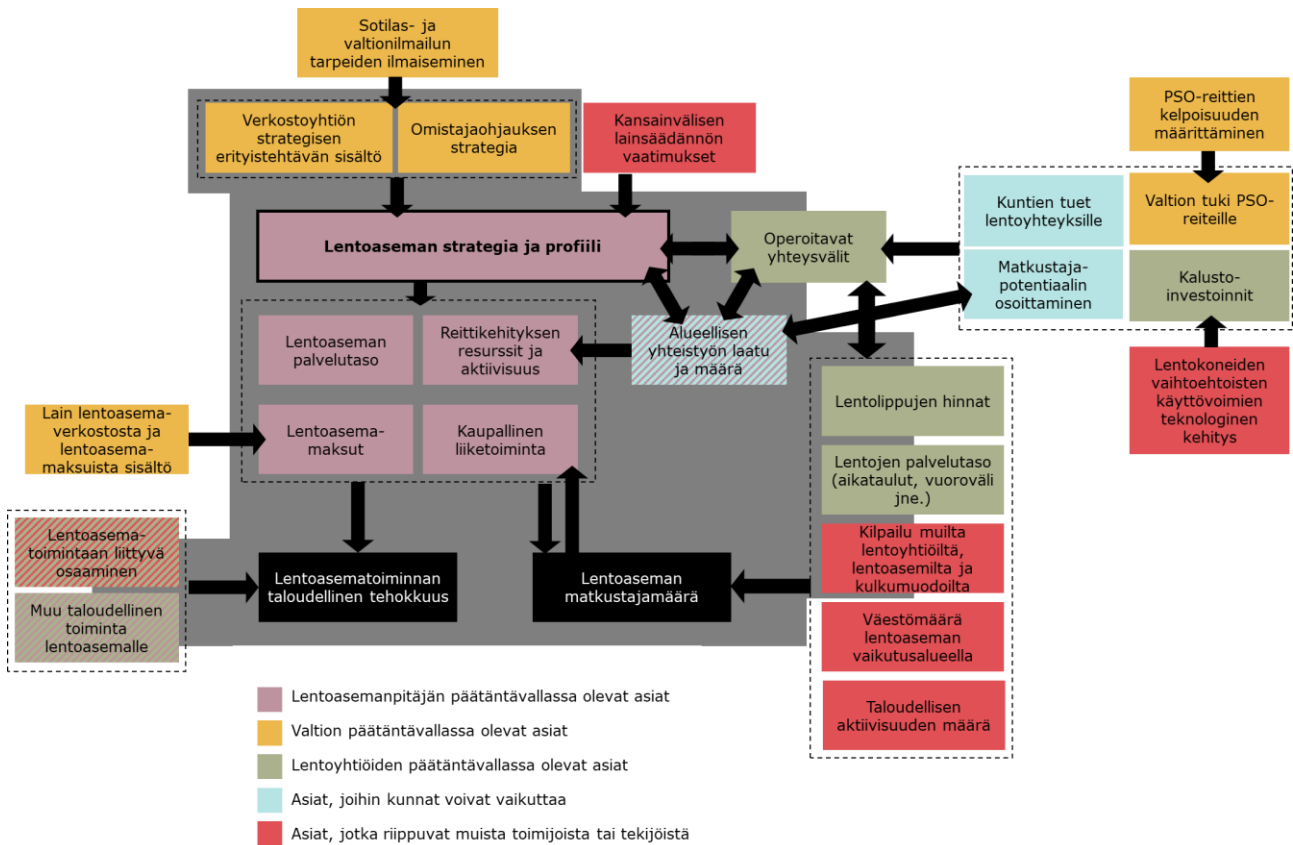 Sotilas- ja
valtionilmailun
tarpeiden ilmaiseminen
Verkostoyhtiön
strategisen
erityistehtävän sisältö
Omistajaohjauksen
strategia
Kansainvälisen
lainsäädännön
vaatimukset
PSO-reittien
kelpoisuuden
määrittäminen
Kuntien tuet
lentoyhteyksille
Valtion tuki PSO-
reiteille
Matkustaja-
potentiaalin
osoittaminen
Kalusto-
investoinnit
Lentoaseman strategia ja profiili
Operoitavat
yhteysvälit
Lentoaseman
palvelutaso
Reittikehityksen
resurssit ja
aktiivisuus
Alueellisen
yhteistyön laatu
ja määrä
Lentokoneiden
vaihtoehtoisten
käyttövoimien
teknologinen
kehitys
Lain lentoasema-
verkostosta ja
lentoasema-
maksuista sisältö
Lentoasema-
maksut
Kaupallinen
liiketoiminta
Lentolippujen hinnat
Lentojen palvelutaso
(aikataulut, vuoroväli
jne.)
Kilpailu muilta
lentoyhtiöiltä,
lentoasemilta ja
kulkumuodoilta
Väestömäärä
lentoaseman
vaikutusalueella
Taloudellisen
aktiivisuuden määrä
Lentoasema-
toimintaan liittyvä
osaaminen
Muu taloudellinen
toiminta
lentoasemalle
Lentoasematoiminnan
taloudellinen tehokkuus
Lentoaseman
matkustajamäärä
Lentoasemanpitäjän päätäntävallassa olevat asiat
Valtion päätäntävallassa olevat asiat
Lentoyhtiöiden päätäntävallassa olevat asiat
Asiat, joihin kunnat voivat vaikuttaa
Asiat, jotka riippuvat muista toimijoista tai tekijöistä